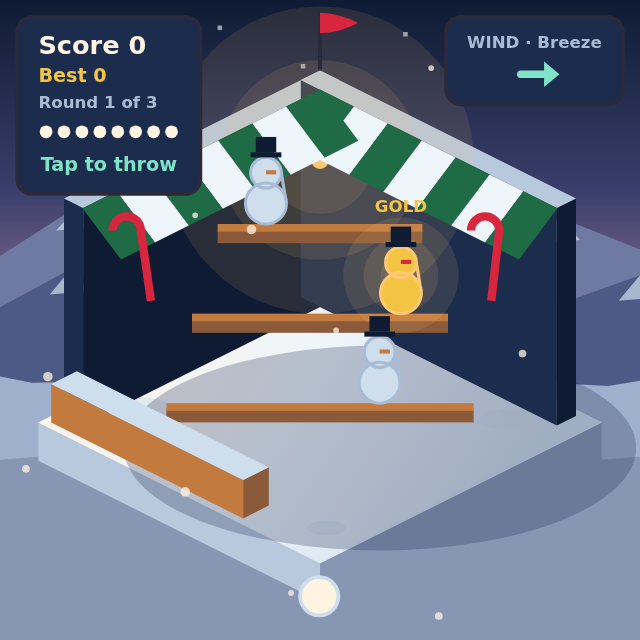 Score 0
Best 0
Round 1 of 3
Tap to throw
WIND · Breeze
GOLD